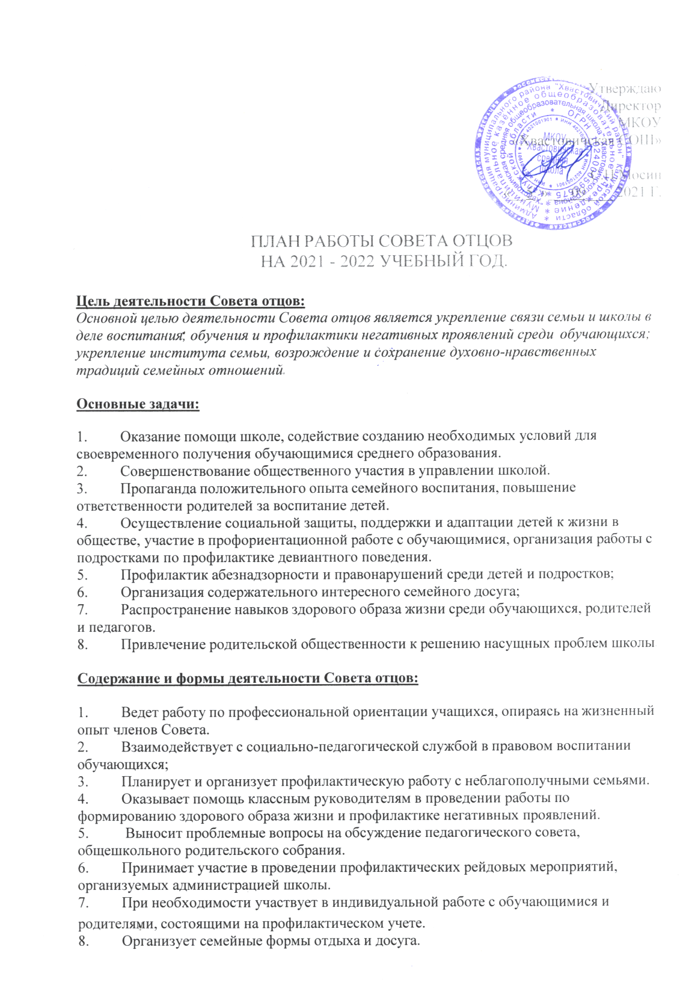 Утверждаю
Директор
МКОУ
«Хвастовичская СОШ»
2021 Г.
МКОУ
"Хвастовичская
средняя
школа"
ПЛАН РАБОТЫ СОВЕТА ОТЦОВ
НА 2021 - 2022 УЧЕБНЫЙ ГОД.
Цель деятельности Совета отцов:
Основной целью деятельности Совета отцов является укрепление связи семьи и школы в
деле воспитания; обучения и профилактики негативных проявлений среди обучающихся;
укрепление института семьи, возрождение и сохранение духовно-нравственных
традиций семейных отношений.
Основные задачи:
1. Оказание помощи школе, содействие созданию необходимых условий для
своевременного получения обучающимися среднего образования.
2. Совершенствование общественного участия в управлении школой.
3. Пропаганда положительного опыта семейного воспитания, повышение
ответственности родителей за воспитание детей.
4. Осуществление социальной защиты, поддержки и адаптации детей к жизни в
обществе, участие в профориентационной работе с обучающимися, организация работы с
подростками по профилактике девиантного поведения.
5. Профилактик абезнадзорности и правонарушений среди детей и подростков;
6. Организация содержательного интересного семейного досуга;
7. Распространение навыков здорового образа жизни среди обучающихся, родителей
и педагогов.
8. Привлечение родительской общественности к решению насущных проблем школы
Содержание и формы деятельности Совета отцов:
1. Ведет работу по профессиональной ориентации учащихся, опираясь на жизненный
опыт членов Совета.
2. Взаимодействует с социально-педагогической службой в правовом воспитании
обучающихся;
3. Планирует и организует профилактическую работу с неблагополучными семьями.
4. Оказывает помощь классным руководителям в проведении работы по
формированию здорового образа жизни и профилактике негативных проявлений.
5. Выносит проблемные вопросы на обсуждение педагогического совета,
общешкольного родительского собрания.
6. Принимает участие в проведении профилактических рейдовых мероприятий,
организуемых администрацией школы.
7. При необходимости участвует в индивидуальной работе с обучающимися и
родителями, состоящими на профилактическом учете.
8. Организует семейные формы отдыха и досуга.